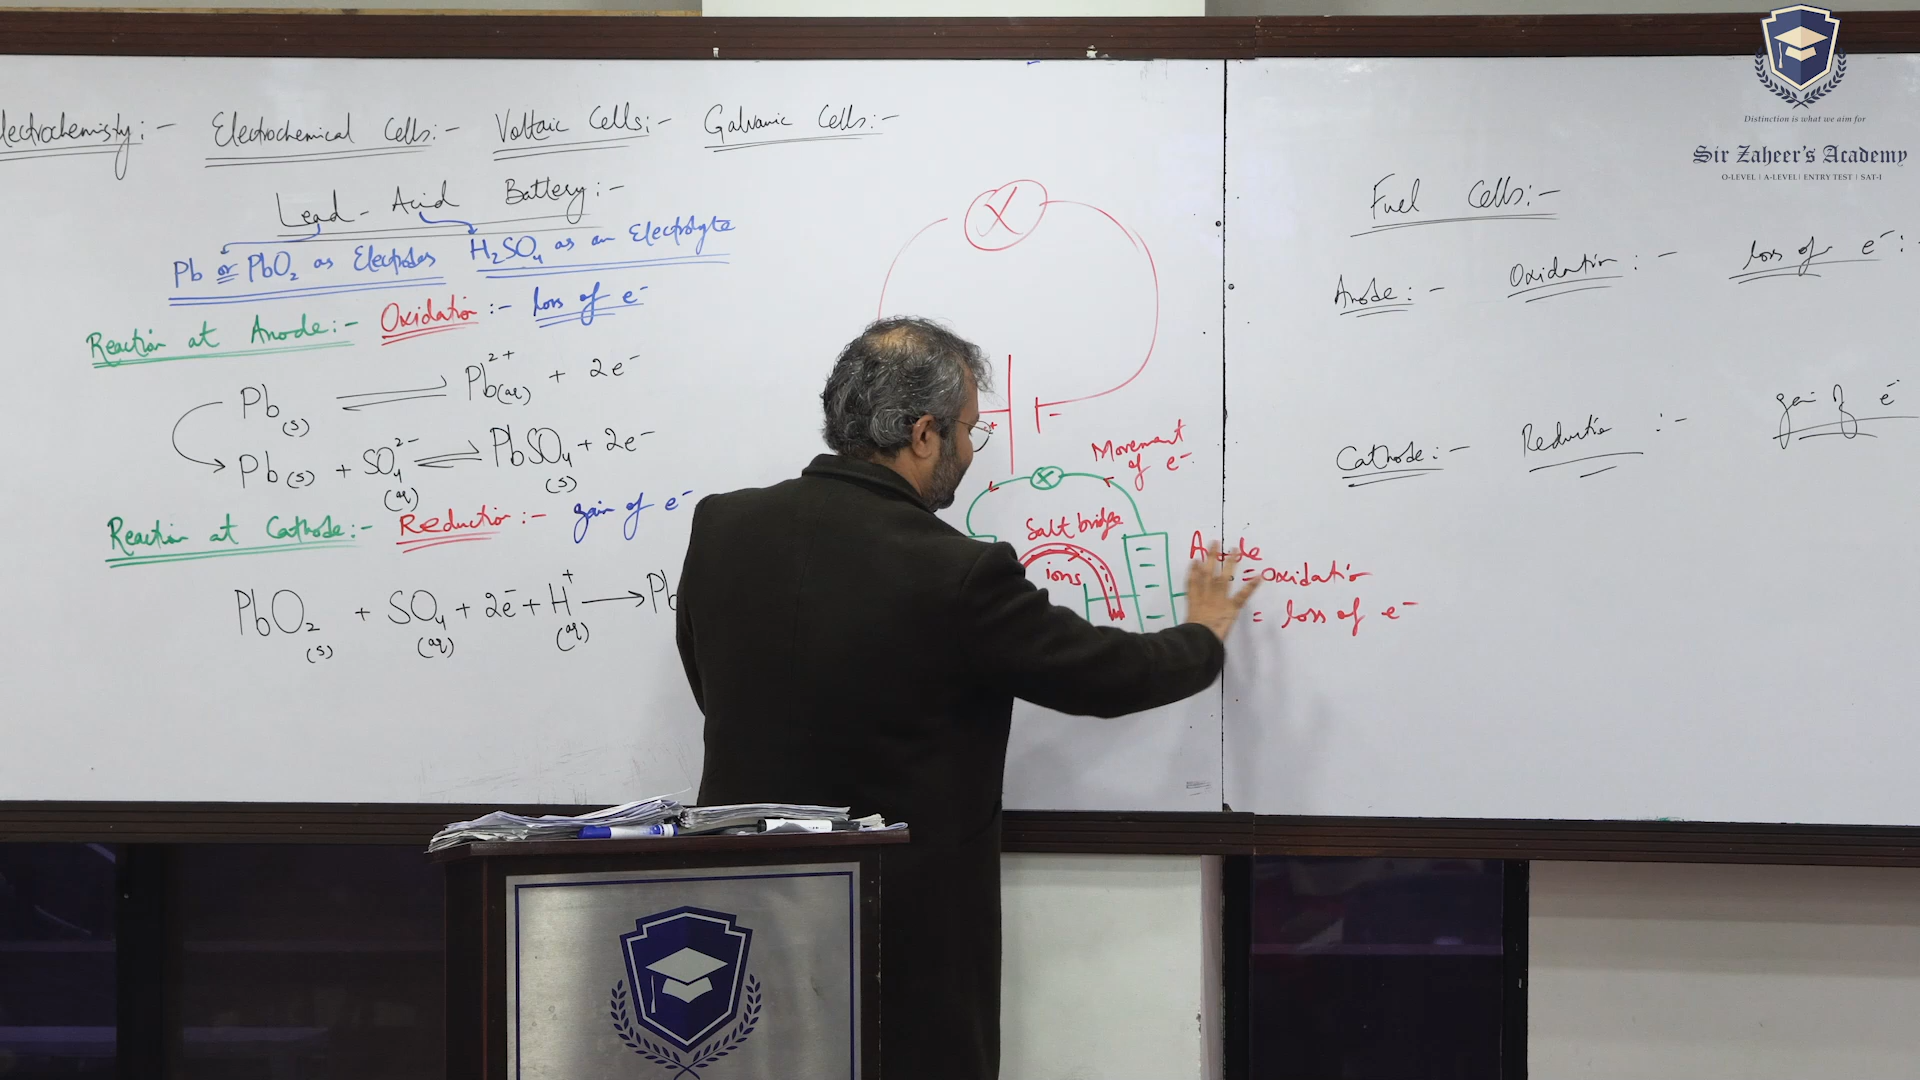 lectrochemisty:- Electrochemical Cells:- Voltaic Cells:- Galvanic Cells:-
Lead-Acid Battery:-
Pb or PbO2 as Electrodes H2SO4 as an Electrolyte
Reaction at Anode:- Oxidation:- loss of e-
Pb(s) ⇌ Pb2+(aq) + 2e-
Pb(s) + SO42-(aq) ⇌ PbSO4(s) + 2e-
Reaction at Cathode:- Reduction:- gain of e-
PbO2(s) + SO4(aq) + 2e- + H+(aq) → Pb
X
+ -
Movement of e-
X
Salt bridge
ions
Anode
= Oxidation
= loss of e-
Fuel Cells:-
Anode:- Oxidation:- loss of e-:
Cathode:- Reduction:- gain of e-
Distinction is what we aim for
Sir Zaheer's Academy
O-LEVEL | A-LEVEL | ENTRY TEST | SAT-I